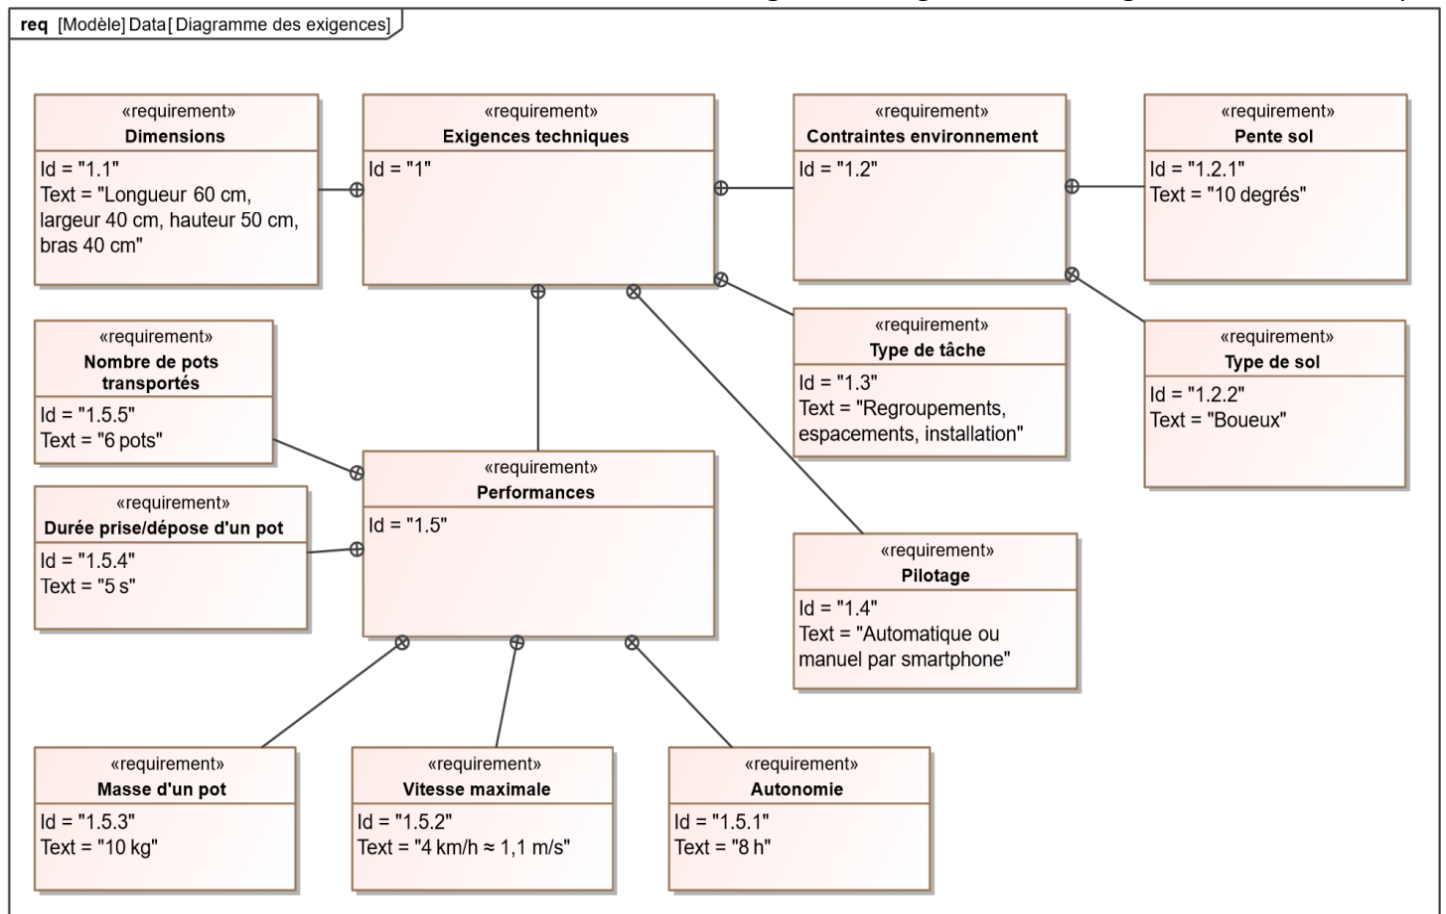 req [Modèle] Data[ Diagramme des exigences]
«requirement»
Dimensions
Id = "1.1"
Text = "Longueur 60 cm,
largeur 40 cm, hauteur 50 cm,
bras 40 cm"
«requirement»
Exigences techniques
Id = "1"
«requirement»
Contraintes environnement
Id = "1.2"
«requirement»
Pente sol
Id = "1.2.1"
Text = "10 degrés"
«requirement»
Type de tâche
Id = "1.3"
Text = "Regroupements,
espacements, installation"
«requirement»
Type de sol
Id = "1.2.2"
Text = "Boueux"
«requirement»
Nombre de pots
transportés
Id = "1.5.5"
Text = "6 pots"
«requirement»
Durée prise/dépose d'un pot
Id = "1.5.4"
Text = "5 s"
«requirement»
Performances
Id = "1.5"
«requirement»
Pilotage
Id = "1.4"
Text = "Automatique ou
manuel par smartphone"
«requirement»
Masse d'un pot
Id = "1.5.3"
Text = "10 kg"
«requirement»
Vitesse maximale
Id = "1.5.2"
Text = "4 km/h ≈ 1,1 m/s"
«requirement»
Autonomie
Id = "1.5.1"
Text = "8 h"